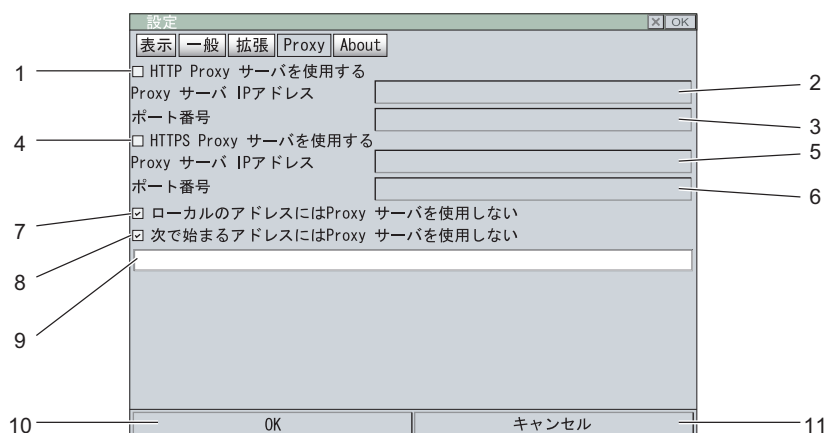 設定 × OK
表示 一般 拡張 Proxy About
1 HTTP Proxy サーバを使用する
Proxy サーバ IPアドレス 2
ポート番号 3
4 HTTPS Proxy サーバを使用する
Proxy サーバ IPアドレス 5
ポート番号 6
7 ローカルのアドレスにはProxy サーバを使用しない
8 次で始まるアドレスにはProxy サーバを使用しない
9
10 OK キャンセル 11